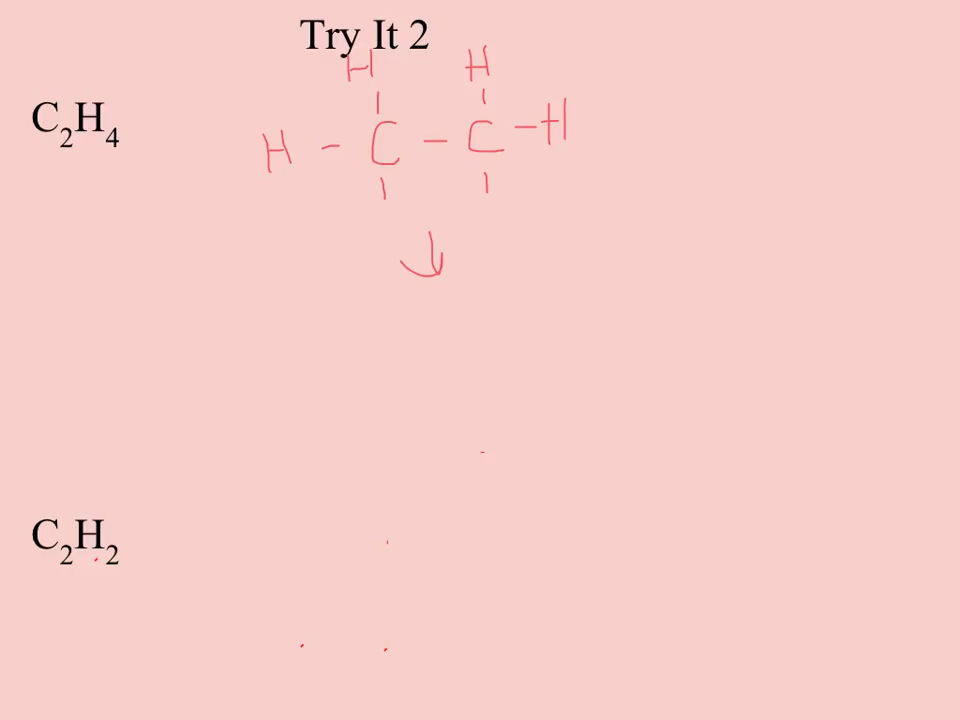 Try It 2
H H
C₂H₄
H - C - C - H
C₂H₂